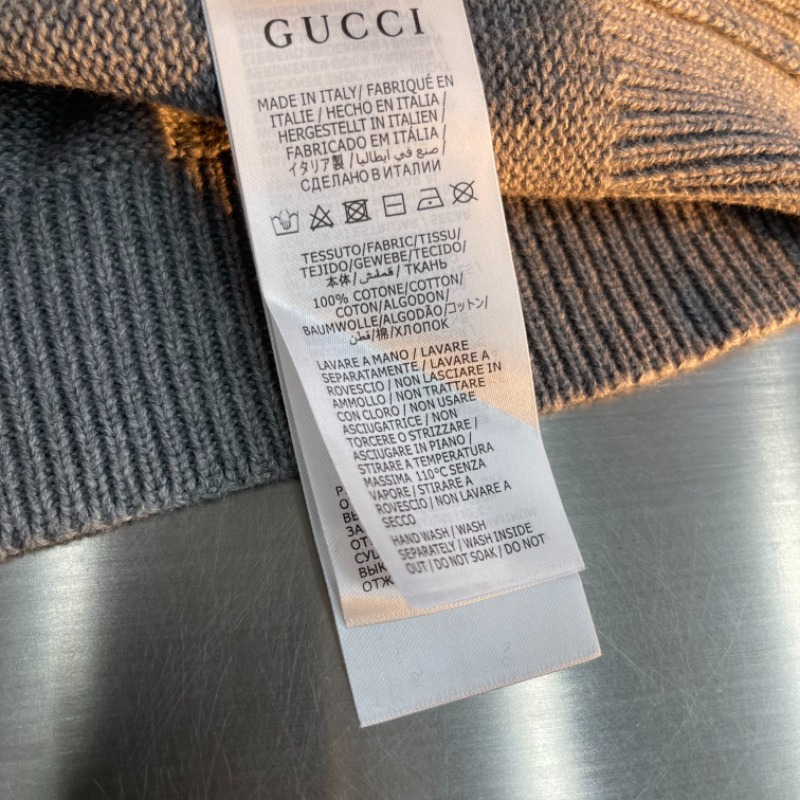 GUCCI
MADE IN ITALY/ FABRIQUÉ EN
ITALIE / HECHO EN ITALIA/
HERGESTELLT IN ITALIEN /
FABRICADO EM ITÁLIA /
イタリア製 / صنع في ايطاليا /
СДЕЛАНО В ИТАЛИИ
TESSUTO/FABRIC/TISSU/
TEJIDO/GEWEBE/TECIDO/
本体/ قملش / ТКАНЬ
100% COTONE/COTTON/
COTON/ALGODON/
BAUMWOLLE/ALGODÃO/コットン/
قطن/棉/ХЛОПОК
LAVARE A MANO / LAVARE
SEPARATAMENTE / LAVARE A
ROVESCIO / NON LASCIARE IN
AMMOLLO / NON TRATTARE
CON CLORO / NON USARE
ASCIUGATRICE / NON
TORCERE O STRIZZARE /
ASCIUGARE IN PIANO /
STIRARE A TEMPERATURA
MASSIMA 110°C SENZA
VAPORE / STIRARE A
ROVESCIO / NON LAVARE A
SECCO
HAND WASH / WASH
SEPARATELY / WASH INSIDE
OUT / DO NOT SOAK / DO NOT